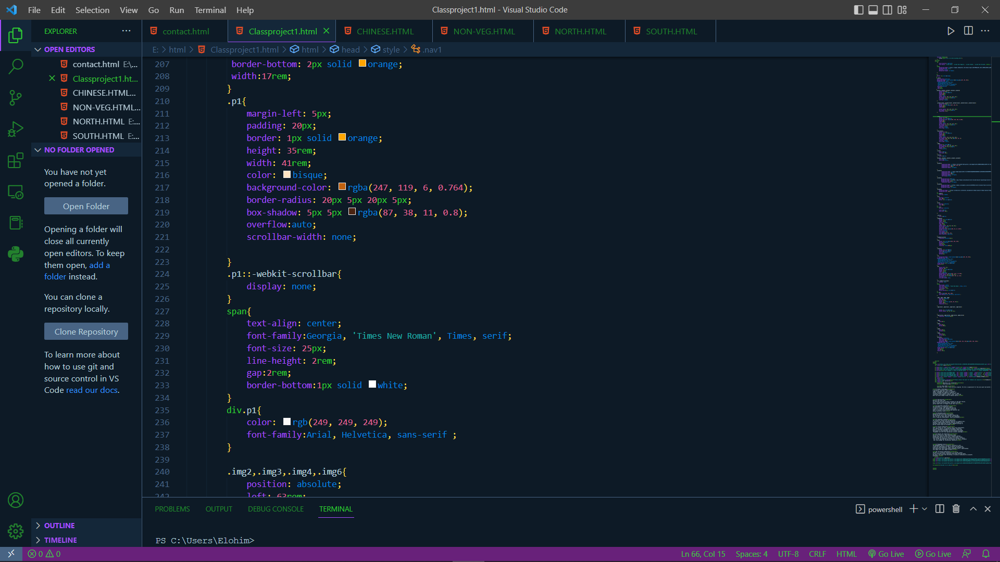 File Edit Selection View Go Run Terminal Help
Classproject1.html - Visual Studio Code
EXPLORER
OPEN EDITORS
contact.html E:\...
Classproject1.ht...
CHINESE.HTML...
NON-VEG.HTML...
NORTH.HTML E:...
SOUTH.HTML E:...
NO FOLDER OPENED
You have not yet
opened a folder.
Open Folder
Opening a folder will
close all currently
open editors. To keep
them open, add a
folder instead.
You can clone a
repository locally.
Clone Repository
To learn more about
how to use git and
source control in VS
Code read our docs.
OUTLINE
TIMELINE
contact.html Classproject1.html CHINESE.HTML NON-VEG.HTML NORTH.HTML SOUTH.HTML
E: > html > Classproject1.html > html > head > style > .nav1
207 border-bottom: 2px solid orange;
208 width:17rem;
209 }
210 .p1{
211 margin-left: 5px;
212 padding: 20px;
213 border: 1px solid orange;
214 height: 35rem;
215 width: 41rem;
216 color: bisque;
217 background-color: rgba(247, 119, 6, 0.764);
218 border-radius: 20px 5px 20px 5px;
219 box-shadow: 5px 5px rgba(87, 38, 11, 0.8);
220 overflow:auto;
221 scrollbar-width: none;
222
223 }
224 .p1::-webkit-scrollbar{
225 display: none;
226 }
227 span{
228 text-align: center;
229 font-family:Georgia, 'Times New Roman', Times, serif;
230 font-size: 25px;
231 line-height: 2rem;
232 gap:2rem;
233 border-bottom:1px solid white;
234 }
235 div.p1{
236 color: rgb(249, 249, 249);
237 font-family:Arial, Helvetica, sans-serif ;
238 }
239
240 .img2,.img3,.img4,.img6{
241 position: absolute;
242 left: 63rem;
PROBLEMS OUTPUT DEBUG CONSOLE TERMINAL
powershell
PS C:\Users\Elohim>
0 0
Ln 66, Col 15 Spaces: 4 UTF-8 CRLF HTML Go Live Go Live